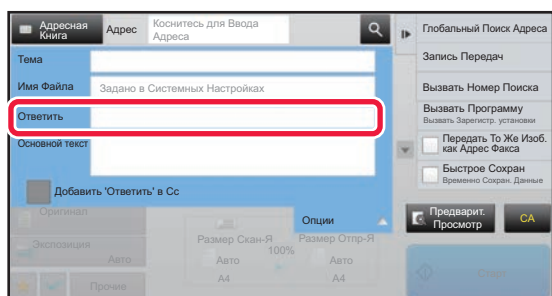 Адресная
Книга
Адрес
Коснитесь для Ввода
Адреса
Тема
Имя Файла
Задано в Системных Настройках
Ответить
Основной текст
Добавить 'Ответить' в Cc
Опции
Оригинал
Экспозиция
Авто
Прочие
Размер Скан-Я
100%
Размер Отпр-Я
Авто
A4
Авто
A4
Глобальный Поиск Адреса
Запись Передач
Вызвать Номер Поиска
Вызвать Программу
Вызвать Зарегистр. установки
Передать То Же Изоб.
как Адрес Факса
Быстрое Сохран
Временно Сохран. Данные
Предварит.
Просмотр
CA
Старт